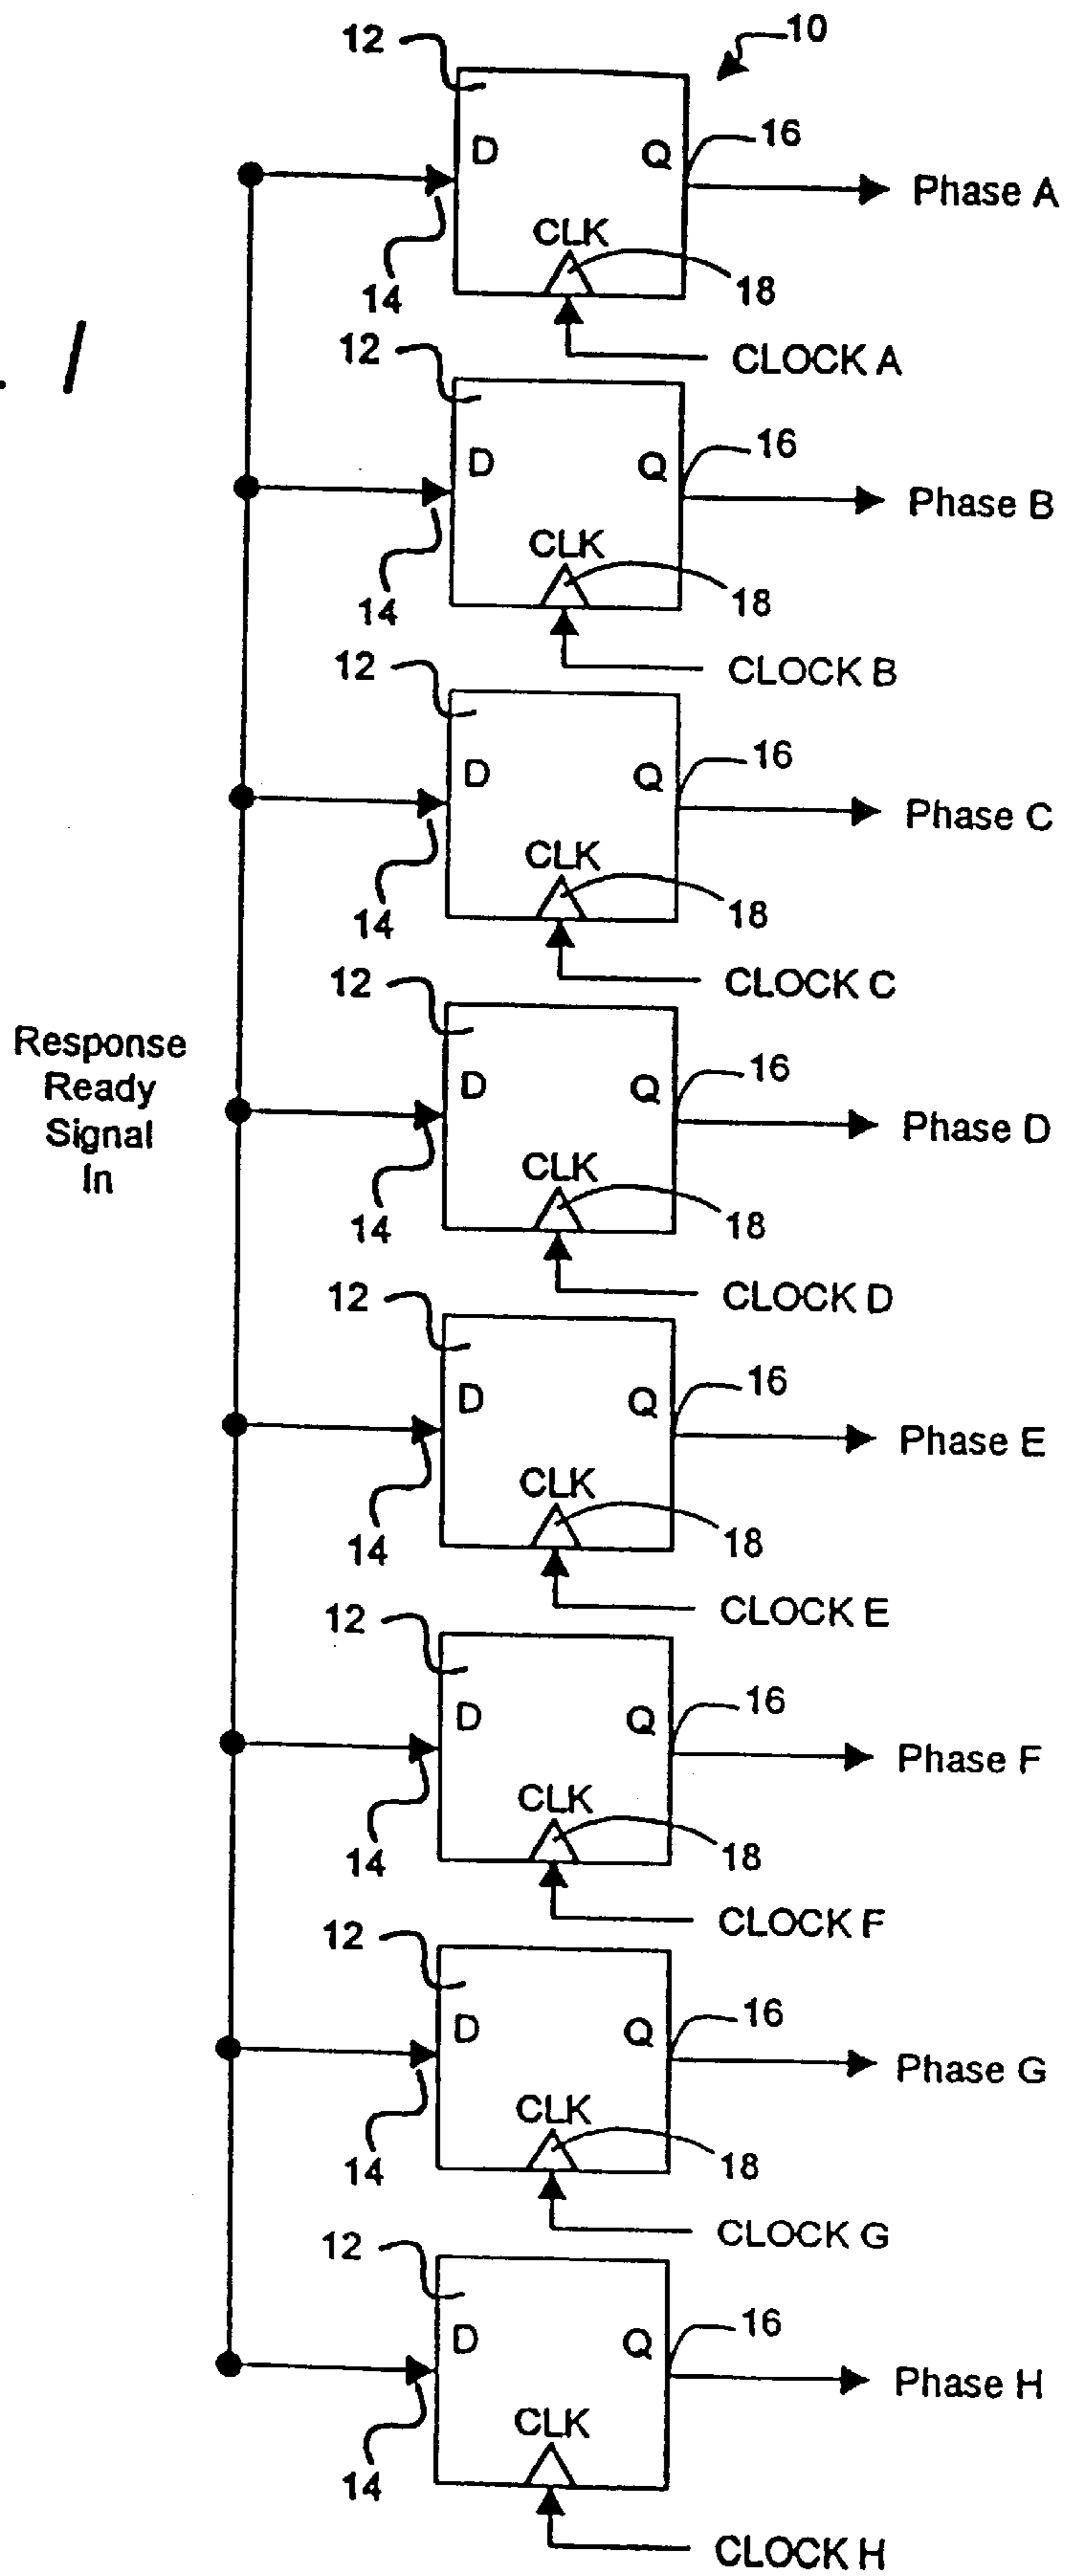 10
12
D
Q
16
Phase A
CLK
14
18
CLOCK A
. 1
12
D
Q
16
Phase B
CLK
14
18
CLOCK B
12
D
Q
16
Phase C
CLK
14
18
CLOCK C
12
D
Q
16
Phase D
CLK
14
18
CLOCK D
Response
Ready
Signal
In
12
D
Q
16
Phase E
CLK
14
18
CLOCK E
12
D
Q
16
Phase F
CLK
14
18
CLOCK F
12
D
Q
16
Phase G
CLK
14
18
CLOCK G
12
D
Q
16
Phase H
CLK
14
CLOCK H